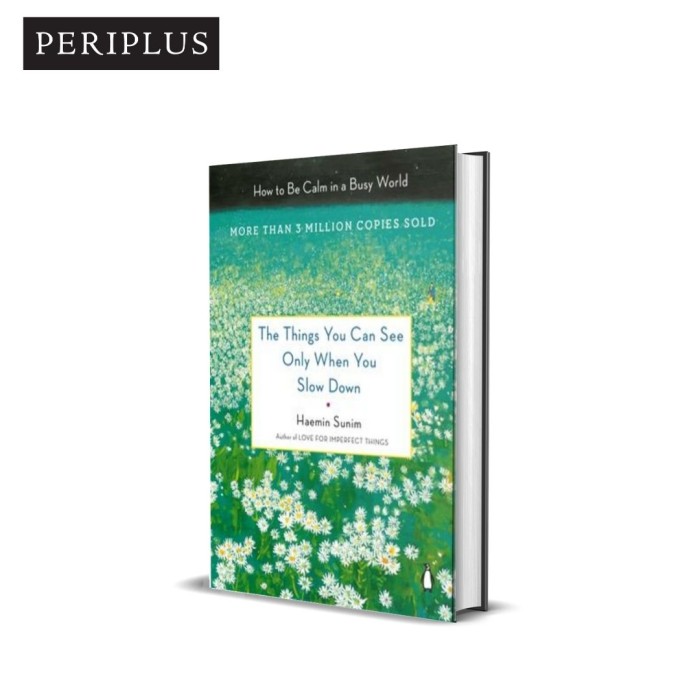 PERIPLUS
How to Be Calm in a Busy World
MORE THAN 3 MILLION COPIES SOLD
The Things You Can See
Only When You
Slow Down
Haemin Sunim
Author of LOVE FOR IMPERFECT THINGS